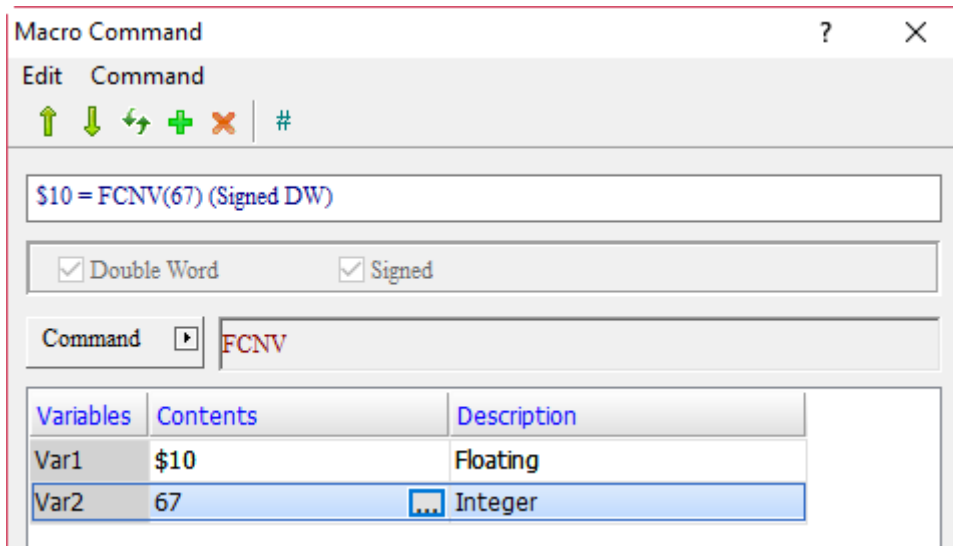 Macro Command ?
Edit Command
#
$10 = FCNV(67) (Signed DW)
Double Word Signed
Command FCNV
Variables Contents Description
Var1 $10 Floating
Var2 67 ... Integer